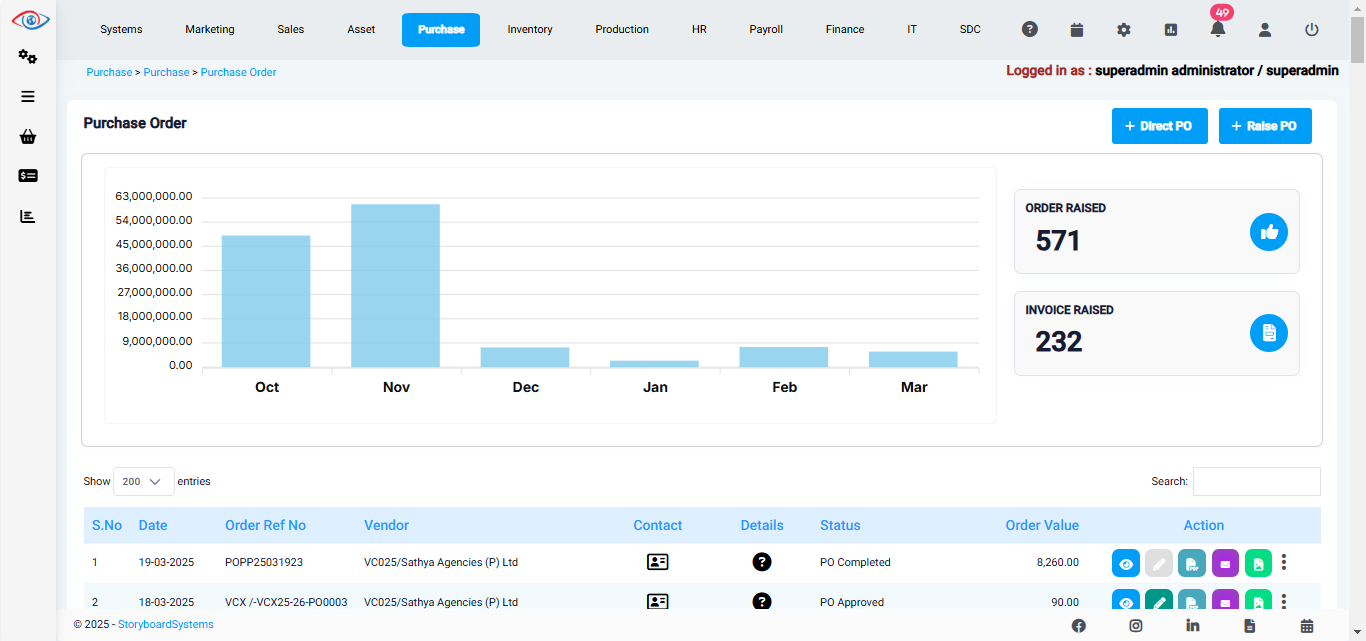 Systems Marketing Sales Asset Purchase Inventory Production HR Payroll Finance IT SDC 49
Purchase > Purchase > Purchase Order Logged in as : superadmin administrator / superadmin
Purchase Order + Direct PO + Raise PO
63,000,000.00
54,000,000.00
45,000,000.00
36,000,000.00
27,000,000.00
18,000,000.00
9,000,000.00
0.00
Oct Nov Dec Jan Feb Mar
ORDER RAISED
571
INVOICE RAISED
232
Show 200 entries Search:
S.No Date Order Ref No Vendor Contact Details Status Order Value Action
1 19-03-2025 POPP25031923 VC025/Sathya Agencies (P) Ltd PO Completed 8,260.00
2 18-03-2025 VCX /-VCX25-26-PO0003 VC025/Sathya Agencies (P) Ltd PO Approved 90.00
© 2025 - StoryboardSystems